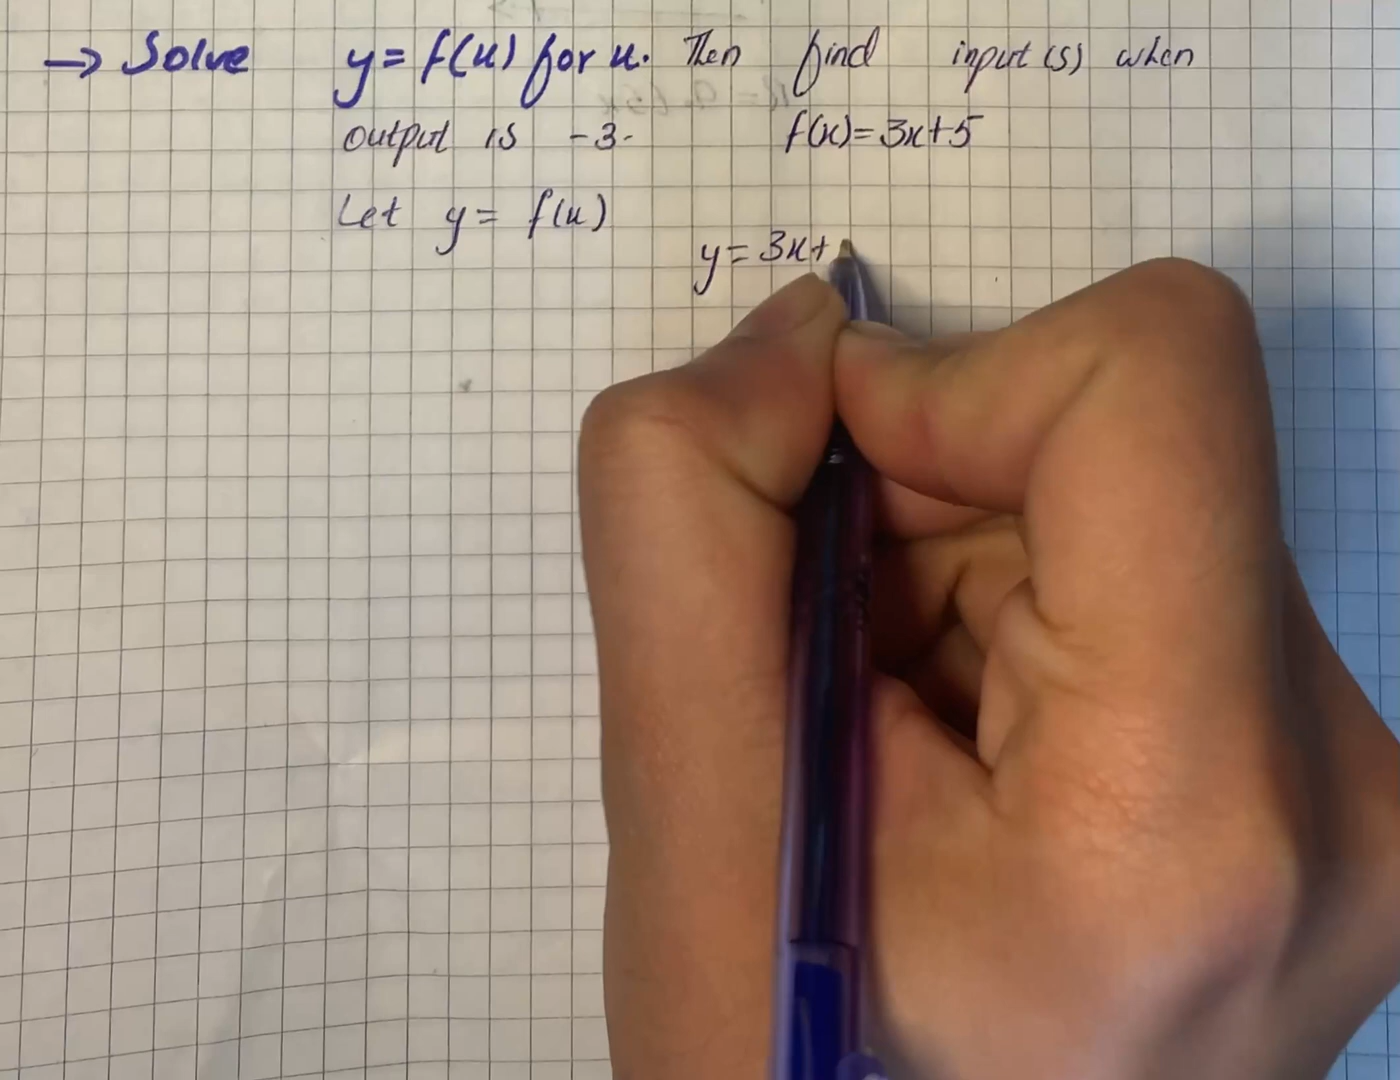 → Solve y = f(x) for x. Then find input(s) when
output is -3. f(x) = 3x+5
Let y = f(x)
y = 3x+